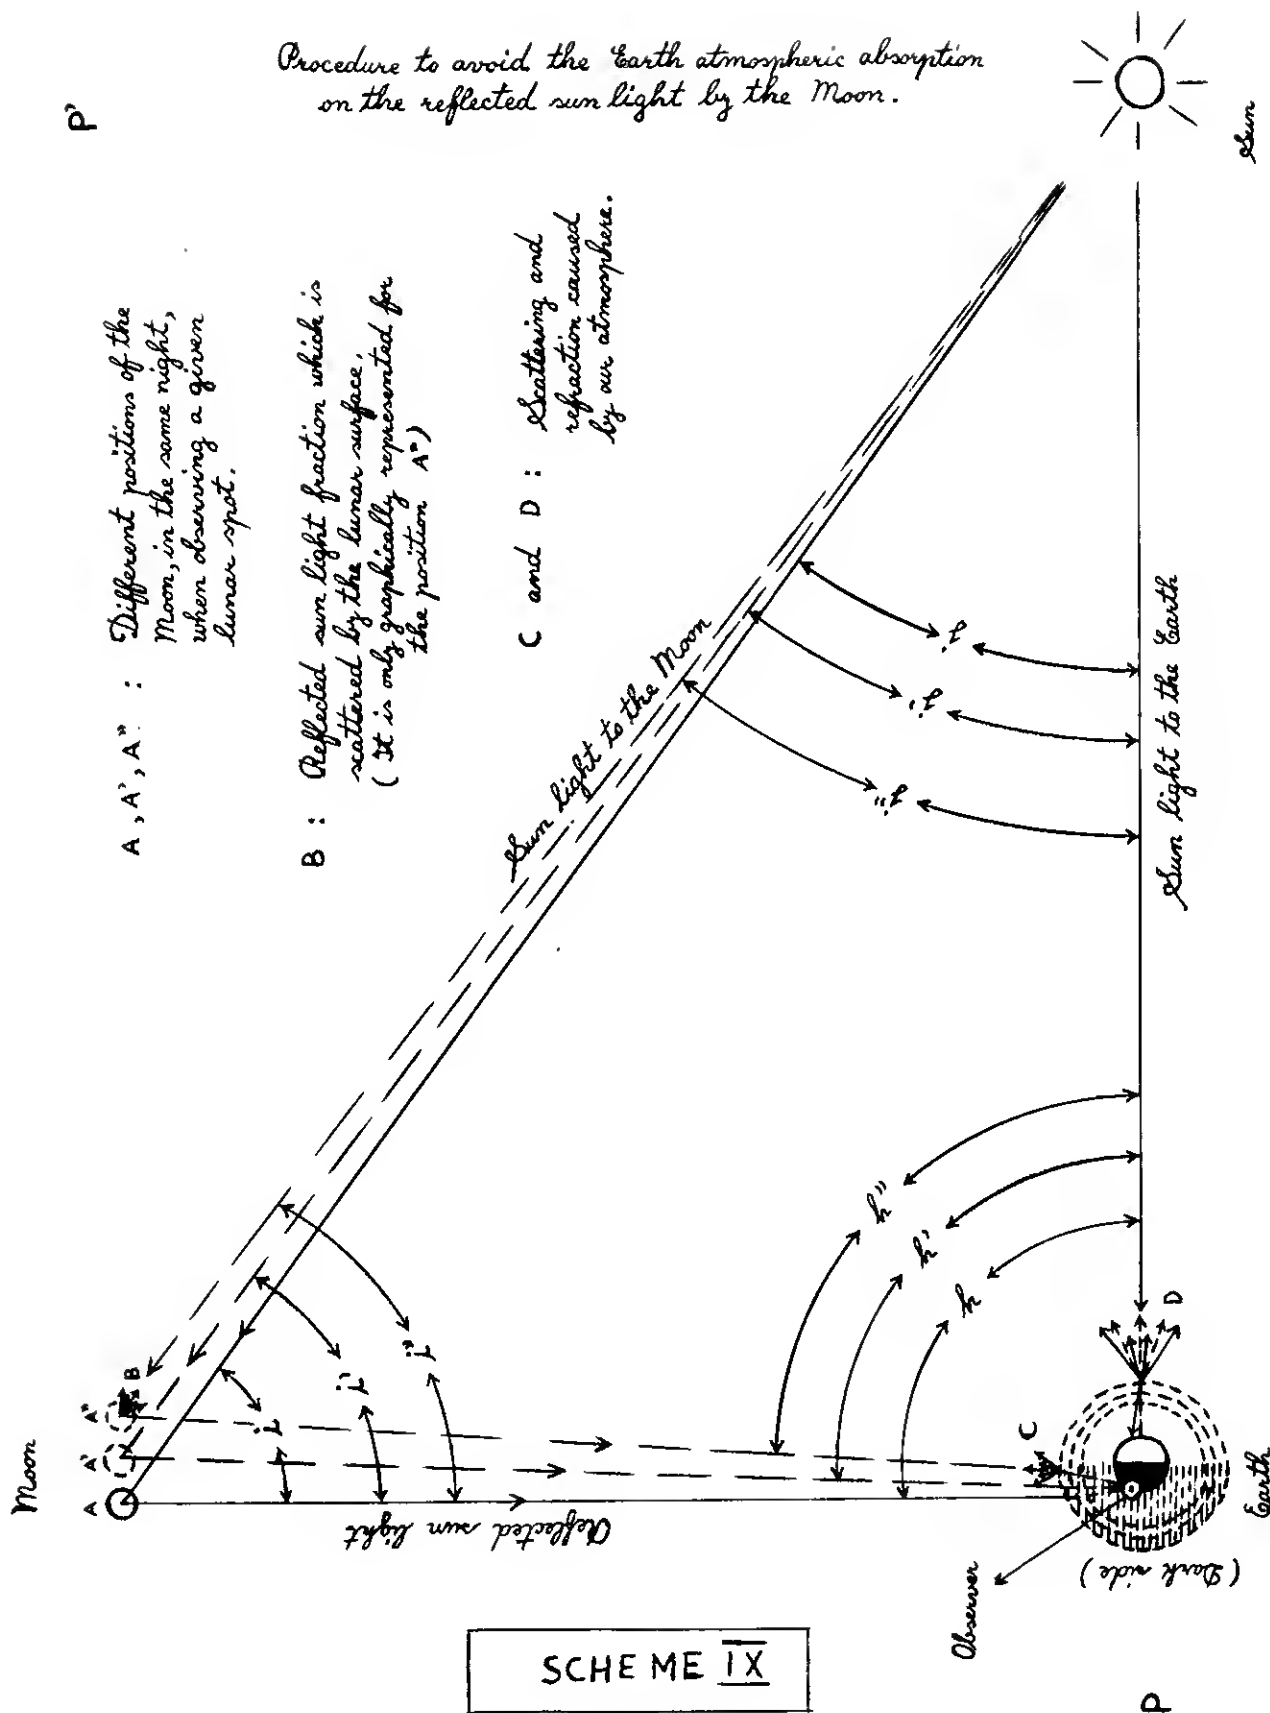 Procedure to avoid the Earth atmospheric absorption
on the reflected sun light by the Moon.
P'
Sun
A, A', A" :
Different positions of the
Moon, in the same night,
when observing a given
lunar spot.
B :
Reflected sun light fraction which is
scattered by the lunar surface.
(It is only graphically represented for
the position A")
C and D :
Scattering and
refraction caused
by our atmosphere.
Sun light to the Moon
Sun light to the Earth
j
j'
j"
Moon
A
A'
A"
B
i
i'
i"
Reflected sun light
h"
h'
h
C
D
Earth
(Dark side)
Observer
SCHEME IX
P